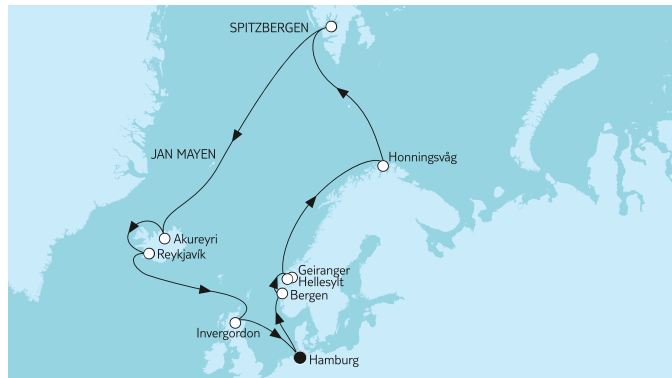 SPITZBERGEN
JAN MAYEN
Honningsvåg
Akureyri
Reykjavík
Geiranger
Hellesylt
Bergen
Invergordon
Hamburg